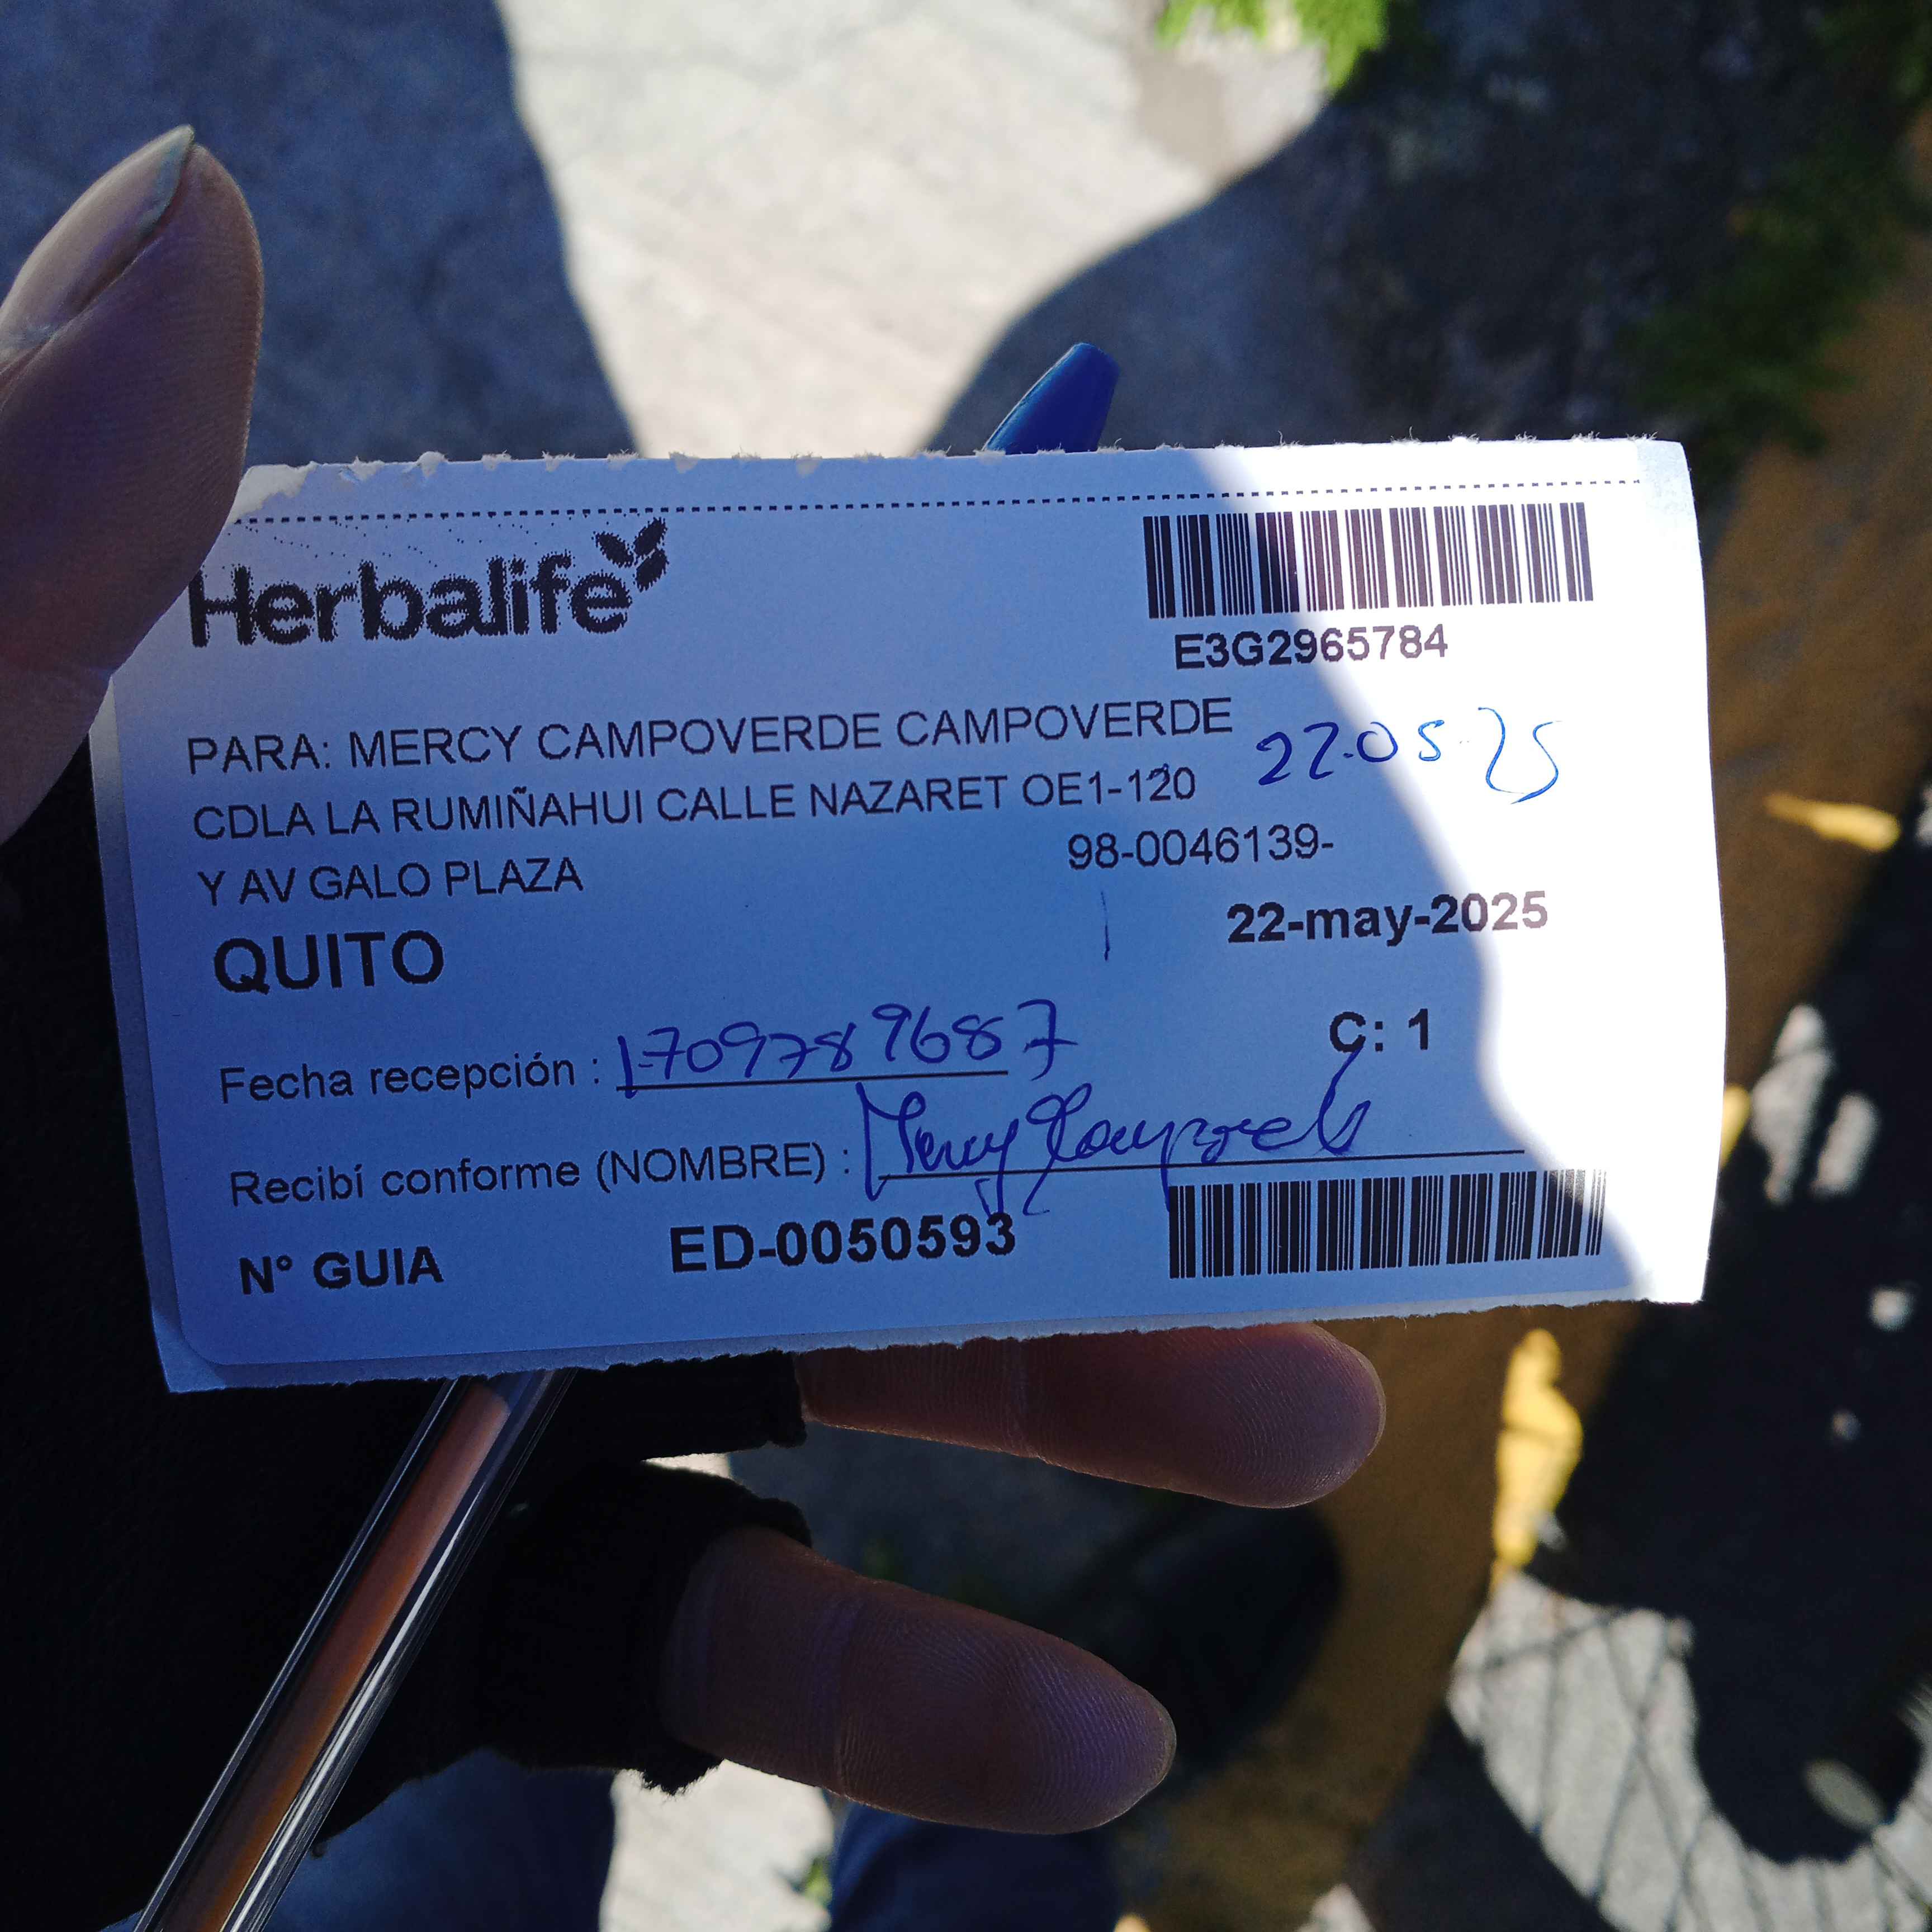 Herbalife
E3G2965784
PARA: MERCY CAMPOVERDE CAMPOVERDE
22.05.25
CDLA LA RUMIÑAHUI CALLE NAZARET OE1-120
98-0046139-
Y AV GALO PLAZA
22-may-2025
QUITO
C: 1
Fecha recepción : 1709789687
Recibí conforme (NOMBRE) : Mercy
N° GUIA ED-0050593